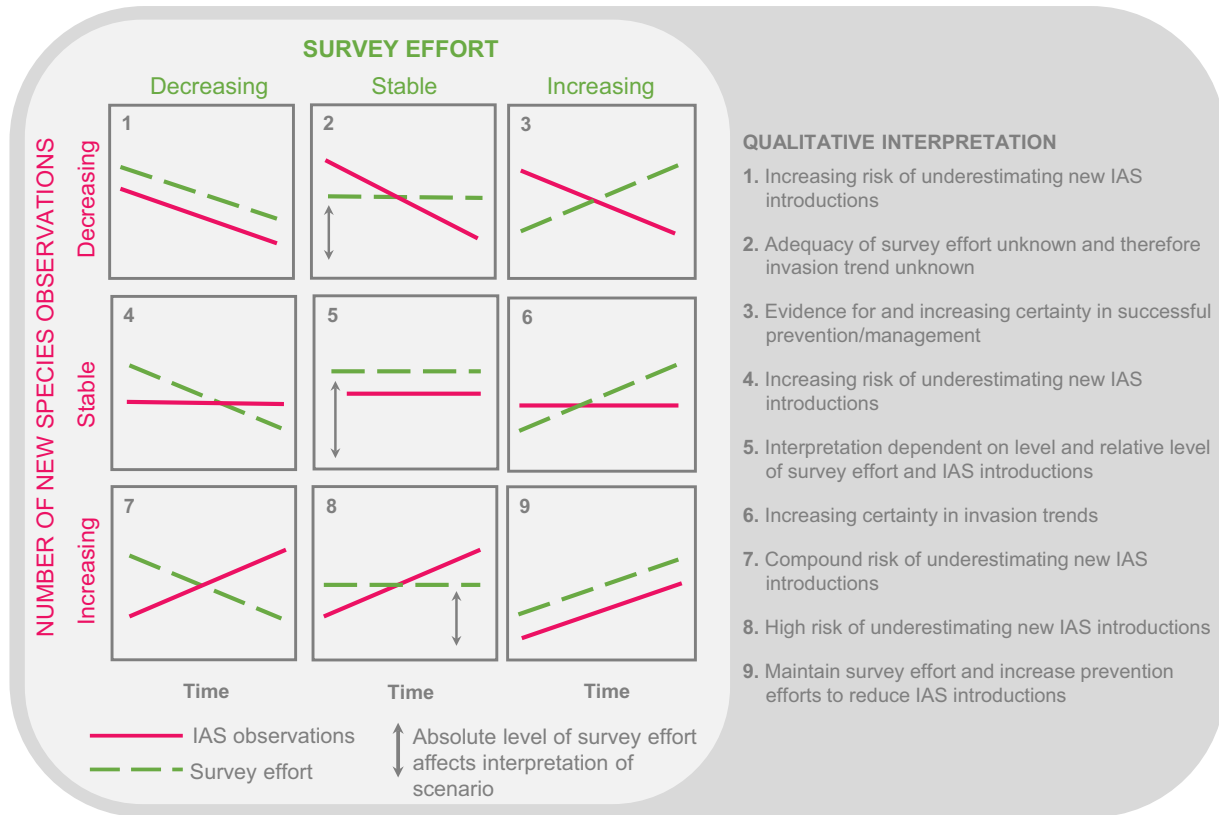 SURVEY EFFORT
Decreasing
Stable
Increasing
NUMBER OF NEW SPECIES OBSERVATIONS
Decreasing
Stable
Increasing
1
2
3
4
5
6
7
8
9
Time
Time
Time
IAS observations
Survey effort
Absolute level of survey effort
affects interpretation of
scenario
QUALITATIVE INTERPRETATION
1. Increasing risk of underestimating new IAS
introductions
2. Adequacy of survey effort unknown and therefore
invasion trend unknown
3. Evidence for and increasing certainty in successful
prevention/management
4. Increasing risk of underestimating new IAS
introductions
5. Interpretation dependent on level and relative level
of survey effort and IAS introductions
6. Increasing certainty in invasion trends
7. Compound risk of underestimating new IAS
introductions
8. High risk of underestimating new IAS introductions
9. Maintain survey effort and increase prevention
efforts to reduce IAS introductions